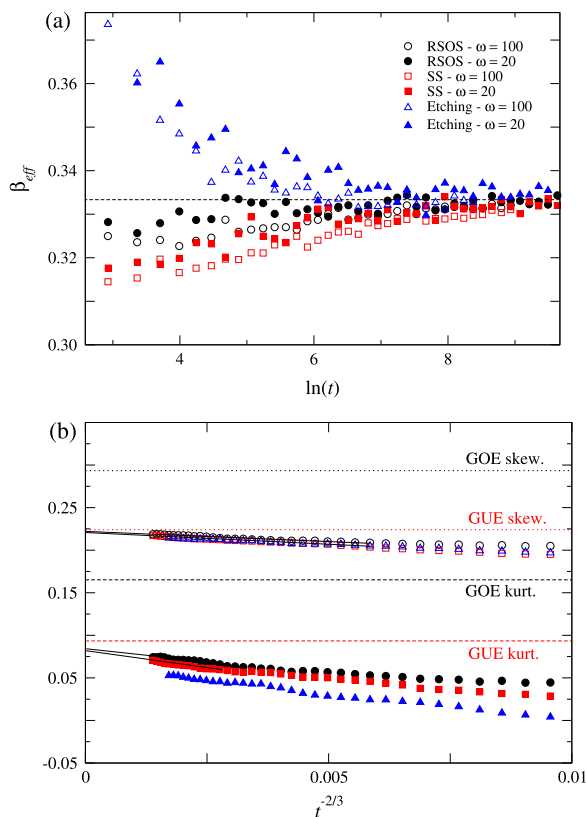 (a)
0.36
0.34
0.32
0.30
βeff
RSOS - ω = 100
RSOS - ω = 20
SS - ω = 100
SS - ω = 20
Etching - ω = 100
Etching - ω = 20
4 6 8
ln(t)
(b)
0.25
0.15
0.05
-0.05
GOE skew.
GUE skew.
GOE kurt.
GUE kurt.
0 0.005 0.01
t^-2/3